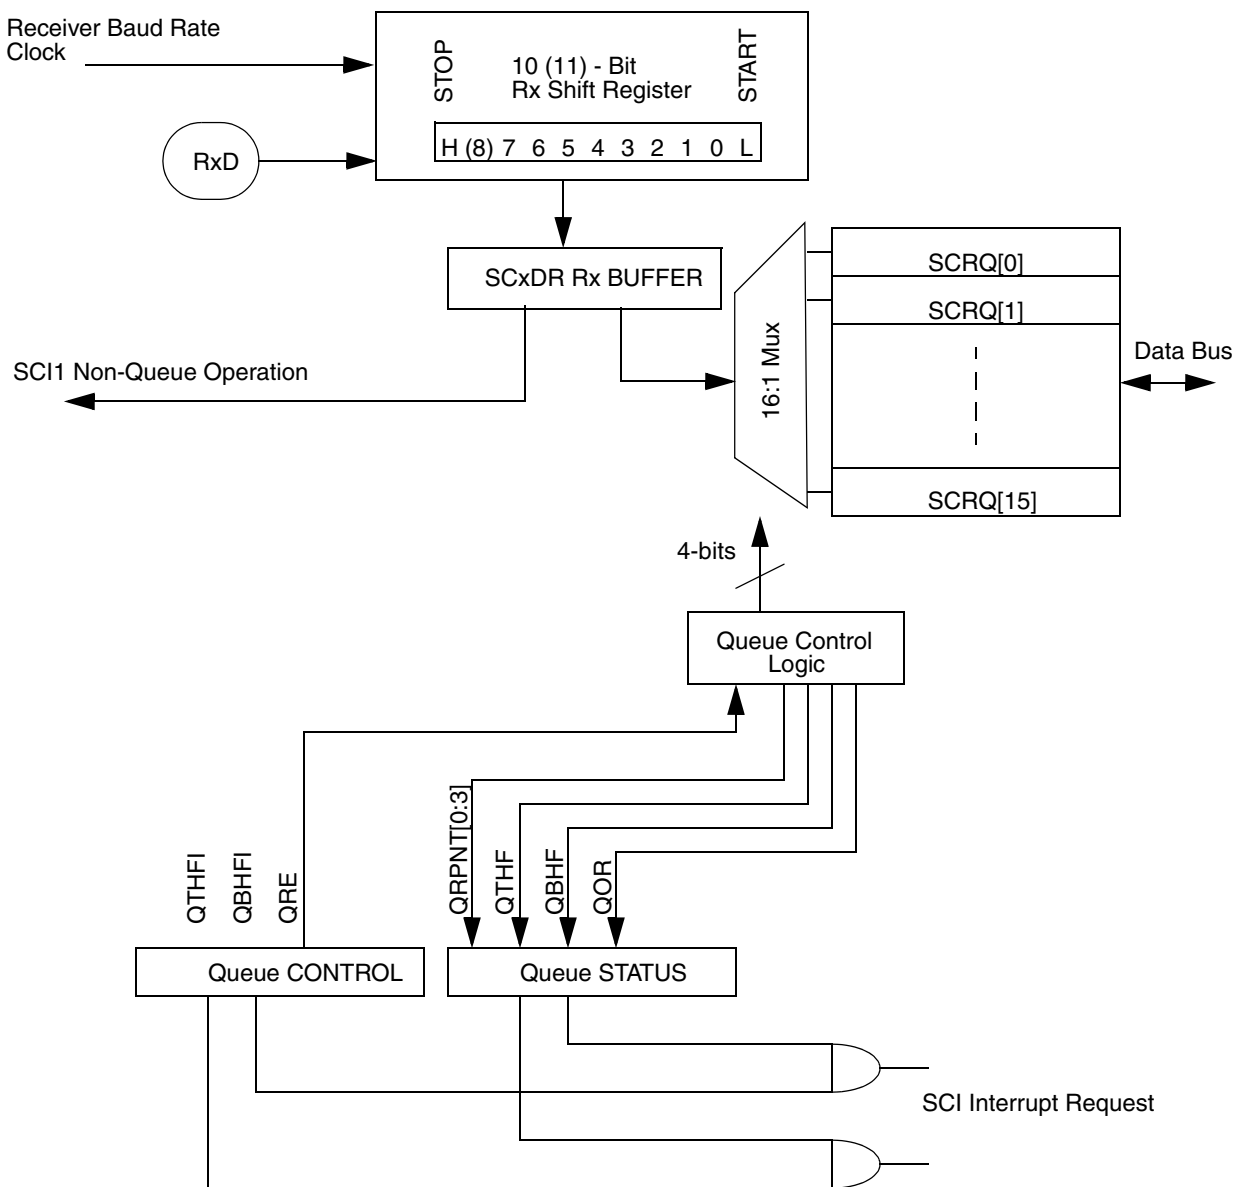 Receiver Baud Rate
Clock
STOP
10 (11) - Bit
Rx Shift Register
START
H (8) 7 6 5 4 3 2 1 0 L
RxD
SCxDR Rx BUFFER
16:1 Mux
SCRQ[0]
SCRQ[1]
SCRQ[15]
Data Bus
SCI1 Non-Queue Operation
4-bits
Queue Control
Logic
QTHFI
QBHFI
QRE
QRPNT[0:3]
QTHF
QBHF
QOR
Queue CONTROL
Queue STATUS
SCI Interrupt Request